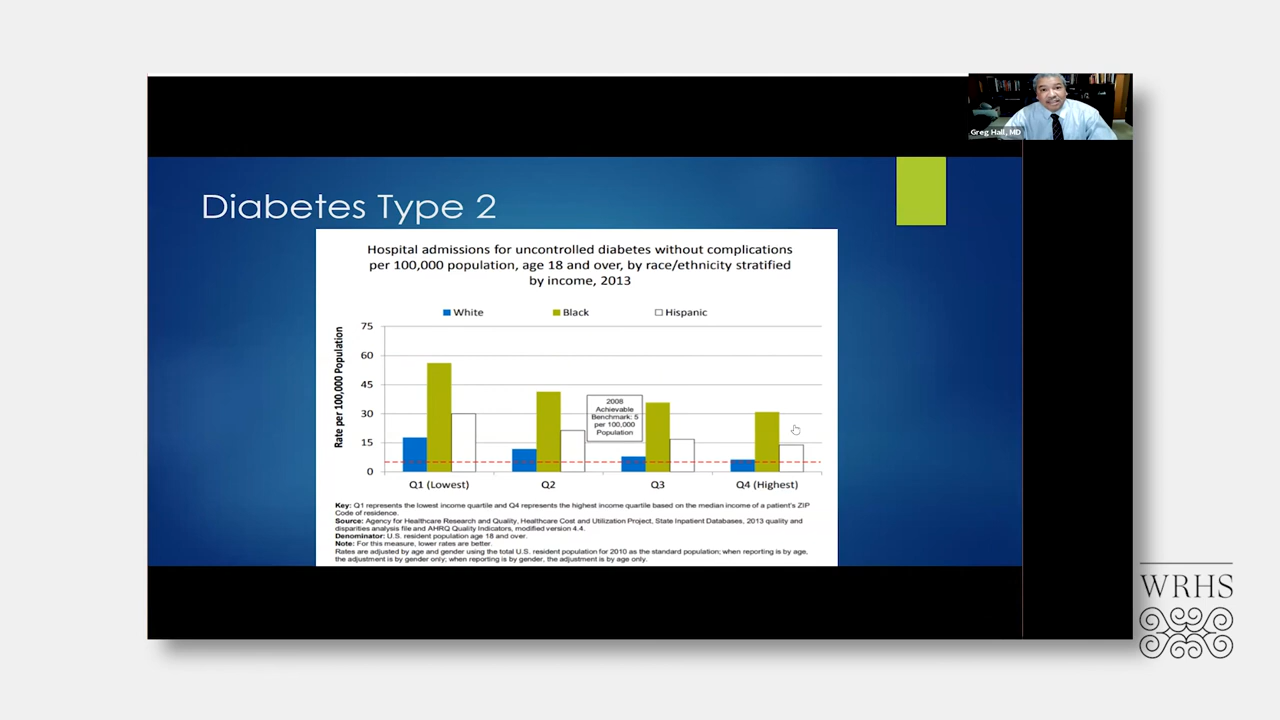 Greg Hall, MD
Diabetes Type 2
Hospital admissions for uncontrolled diabetes without complications
per 100,000 population, age 18 and over, by race/ethnicity stratified
by income, 2013
White
Black
Hispanic
Rate per 100,000 Population
75
60
45
30
15
0
2008
Achievable
Benchmark: 5
per 100,000
Population
Q1 (Lowest)
Q2
Q3
Q4 (Highest)
Key: Q1 represents the lowest income quartile and Q4 represents the highest income quartile based on the median income of a patient's ZIP
Code of residence.
Source: Agency for Healthcare Research and Quality, Healthcare Cost and Utilization Project, State Inpatient Databases, 2013 quality and
disparities analysis file and AHRQ Quality Indicators, modified version 4.4.
Denominator: U.S. resident population age 18 and over.
Note: For this measure, lower rates are better.
Rates are adjusted by age and gender using the total U.S. resident population for 2010 as the standard population; when reporting is by age,
the adjustment is by gender only; when reporting is by gender, the adjustment is by age only.
WRHS